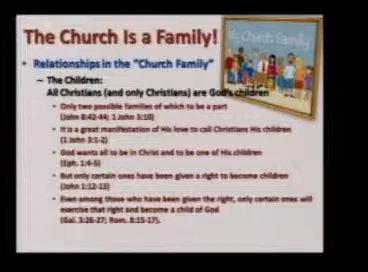 The Church Is a Family!
His Church Family
• Relationships in the "Church Family"
– The Children:
All Christians (and only Christians) are God's children
• Only two possible families of which to be a part
(John 8:42-44; 1 John 3:10)
• It is a great manifestation of His love to call Christians His children
(1 John 3:1-2)
• God wants all to be in Christ and to be one of His children
(Eph. 1:4-5)
• But only certain ones have been given a right to become children
(John 1:12-13)
• Even among those who have been given the right, only certain ones will
exercise that right and become a child of God
(Gal. 3:26-27; Rom. 8:15-17).